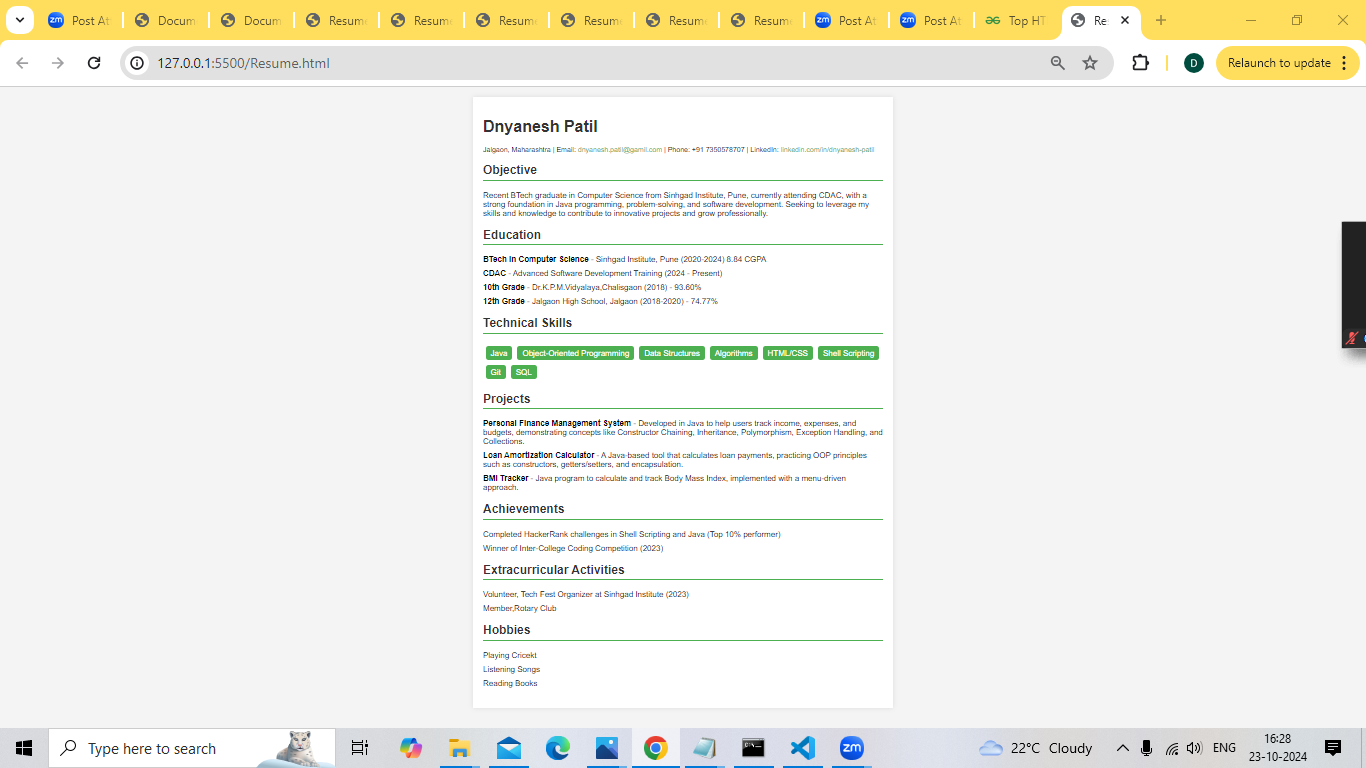 Post At
Docum
Docum
Resume
Resume
Resume
Resume
Resume
Resume
Post At
Post At
Top HT
Re
127.0.0.1:5500/Resume.html
D
Relaunch to update
Dnyanesh Patil
Jalgaon, Maharashtra | Email: dnyanesh.patil@gamil.com | Phone: +91 7350578707 | LinkedIn: linkedin.com/in/dnyanesh-patil
Objective
Recent BTech graduate in Computer Science from Sinhgad Institute, Pune, currently attending CDAC, with a
strong foundation in Java programming, problem-solving, and software development. Seeking to leverage my
skills and knowledge to contribute to innovative projects and grow professionally.
Education
BTech in Computer Science - Sinhgad Institute, Pune (2020-2024) 8.84 CGPA
CDAC - Advanced Software Development Training (2024 - Present)
10th Grade - Dr.K.P.M.Vidyalaya,Chalisgaon (2018) - 93.60%
12th Grade - Jalgaon High School, Jalgaon (2018-2020) - 74.77%
Technical Skills
Java Object-Oriented Programming Data Structures Algorithms HTML/CSS Shell Scripting
Git SQL
Projects
Personal Finance Management System - Developed in Java to help users track income, expenses, and
budgets, demonstrating concepts like Constructor Chaining, Inheritance, Polymorphism, Exception Handling, and
Collections.
Loan Amortization Calculator - A Java-based tool that calculates loan payments, practicing OOP principles
such as constructors, getters/setters, and encapsulation.
BMI Tracker - Java program to calculate and track Body Mass Index, implemented with a menu-driven
approach.
Achievements
Completed HackerRank challenges in Shell Scripting and Java (Top 10% performer)
Winner of Inter-College Coding Competition (2023)
Extracurricular Activities
Volunteer, Tech Fest Organizer at Sinhgad Institute (2023)
Member,Rotary Club
Hobbies
Playing Cricekt
Listening Songs
Reading Books
Type here to search
zm
22°C Cloudy
ENG
16:28
23-10-2024